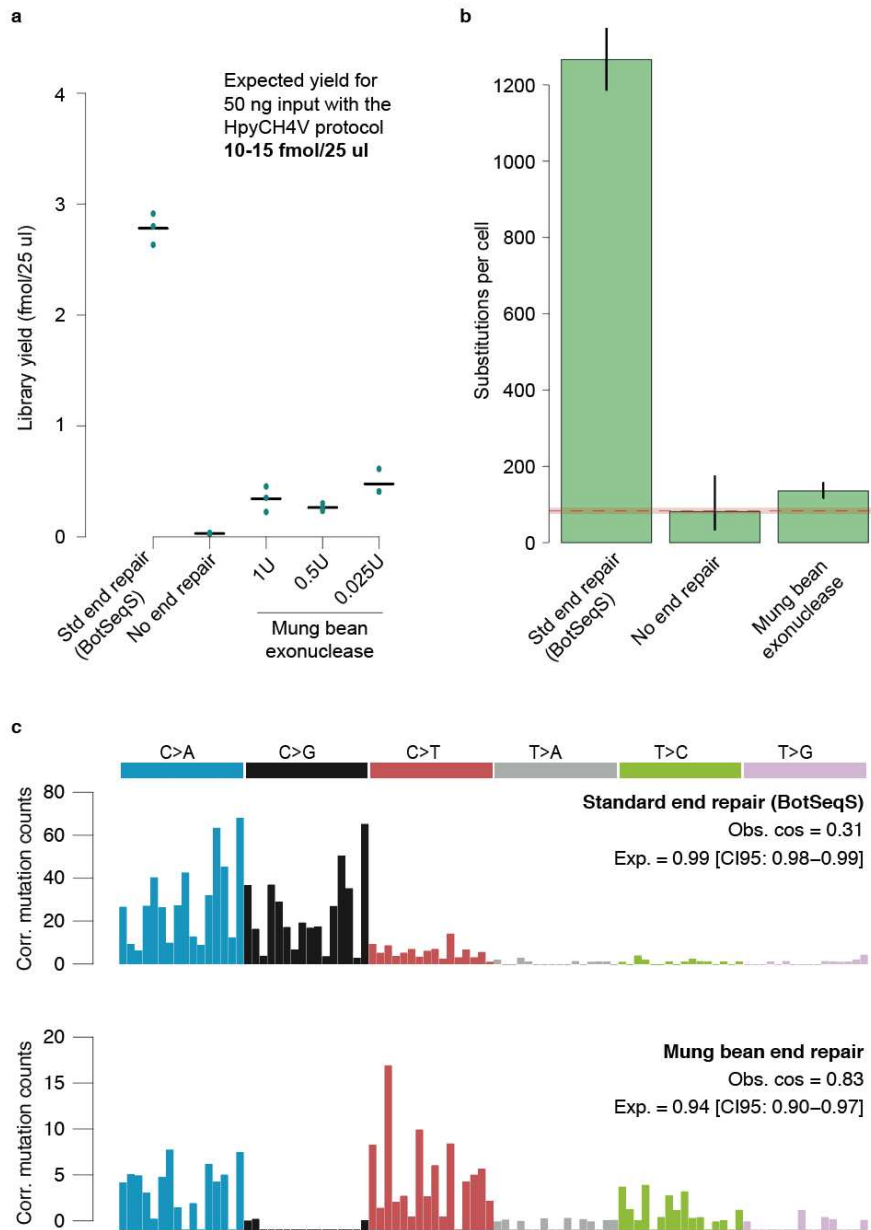 a
Expected yield for
50 ng input with the
HpyCH4V protocol
10-15 fmol/25 ul
Library yield (fmol/25 ul)
4
3
2
1
0
Std end repair
(BotSeqS)
No end repair
1U
0.5U
0.025U
Mung bean
exonuclease
b
Substitutions per cell
1200
1000
800
600
400
200
0
Std end repair
(BotSeqS)
No end repair
Mung bean
exonuclease
c
C>A C>G C>T T>A T>C T>G
Corr. mutation counts
80
60
40
20
0
Standard end repair (BotSeqS)
Obs. cos = 0.31
Exp. = 0.99 [CI95: 0.98–0.99]
Corr. mutation counts
20
15
10
5
0
Mung bean end repair
Obs. cos = 0.83
Exp. = 0.94 [CI95: 0.90–0.97]